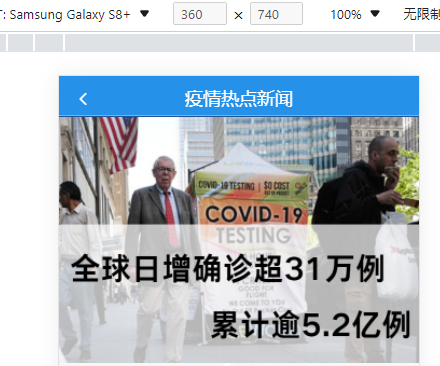 T: Samsung Galaxy S8+ 360 × 740 100% 无限制
疫情热点新闻
COVID-19 TESTING $0 COST
COVID-19
TESTING
全球日增确诊超31万例
GOOD FOR
FLIGHT
WE COME TO YOU
累计逾5.2亿例